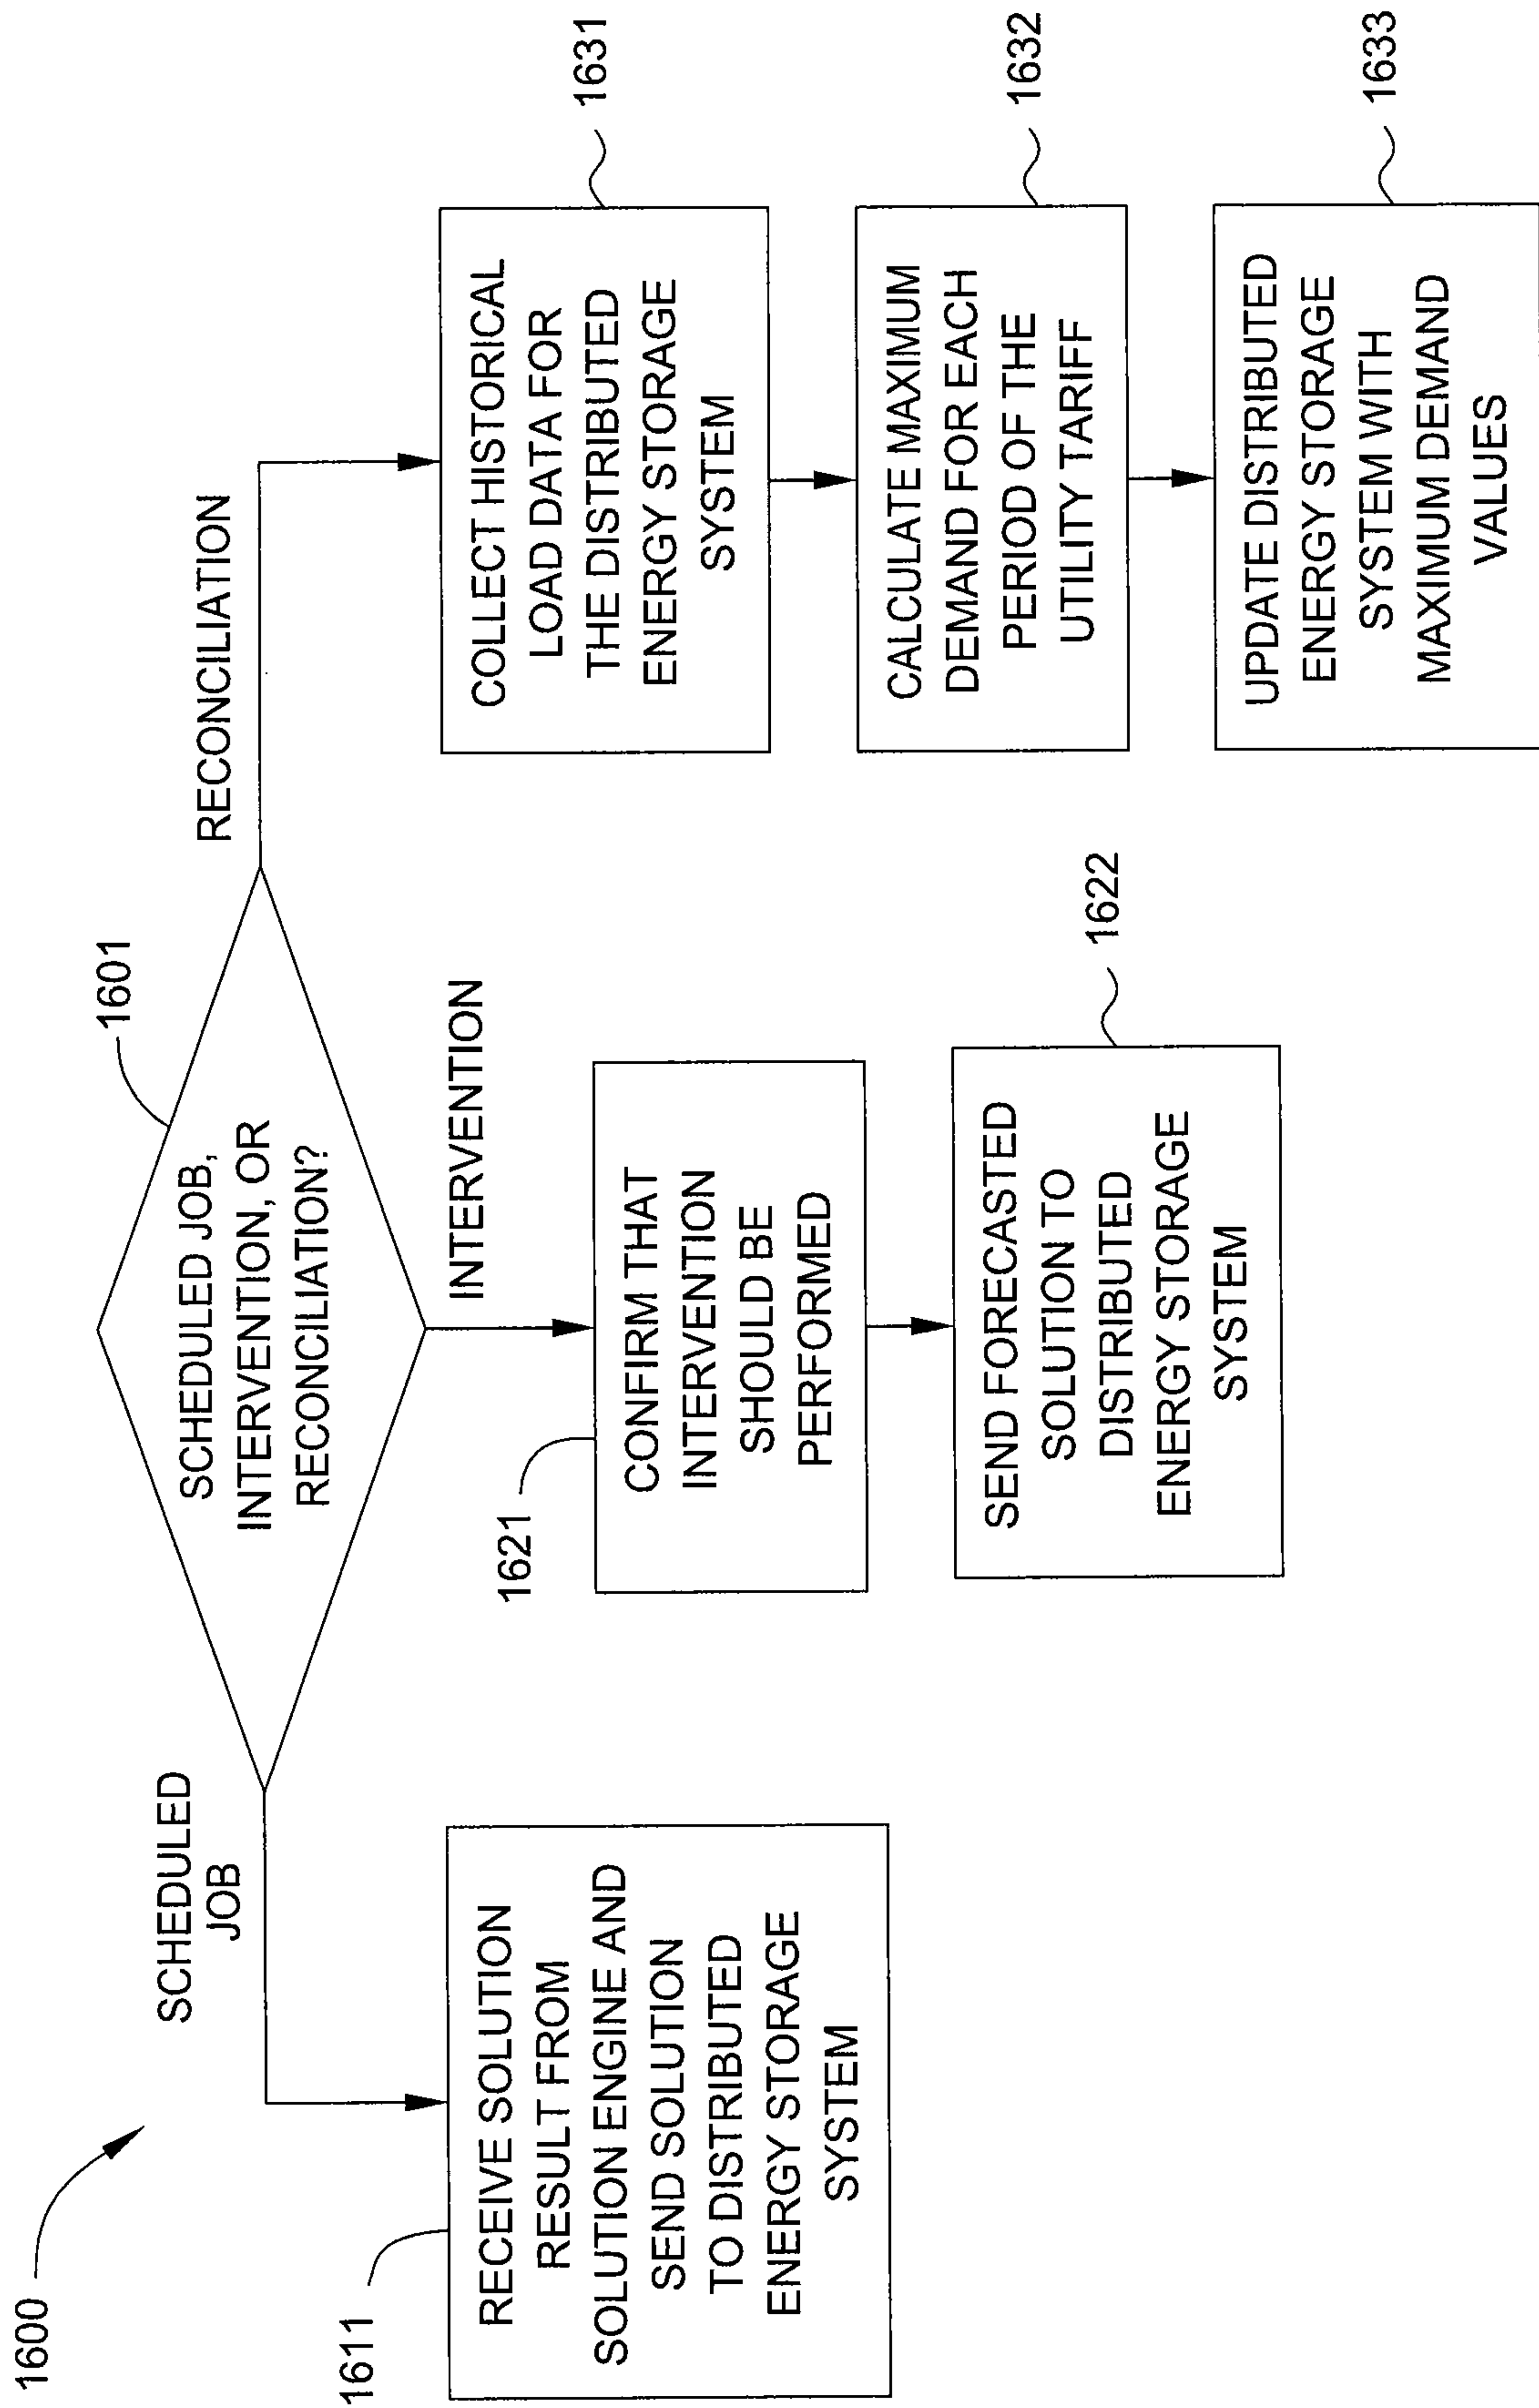 1600
1601
SCHEDULED JOB,
INTERVENTION, OR
RECONCILIATION?
SCHEDULED
JOB
1611
RECEIVE SOLUTION
RESULT FROM
SOLUTION ENGINE AND
SEND SOLUTION
TO DISTRIBUTED
ENERGY STORAGE
SYSTEM
INTERVENTION
1621
CONFIRM THAT
INTERVENTION
SHOULD BE
PERFORMED
SEND FORECASTED
SOLUTION TO
DISTRIBUTED
ENERGY STORAGE
SYSTEM
1622
RECONCILIATION
COLLECT HISTORICAL
LOAD DATA FOR
THE DISTRIBUTED
ENERGY STORAGE
SYSTEM
1631
CALCULATE MAXIMUM
DEMAND FOR EACH
PERIOD OF THE
UTILITY TARIFF
1632
UPDATE DISTRIBUTED
ENERGY STORAGE
SYSTEM WITH
MAXIMUM DEMAND
VALUES
1633